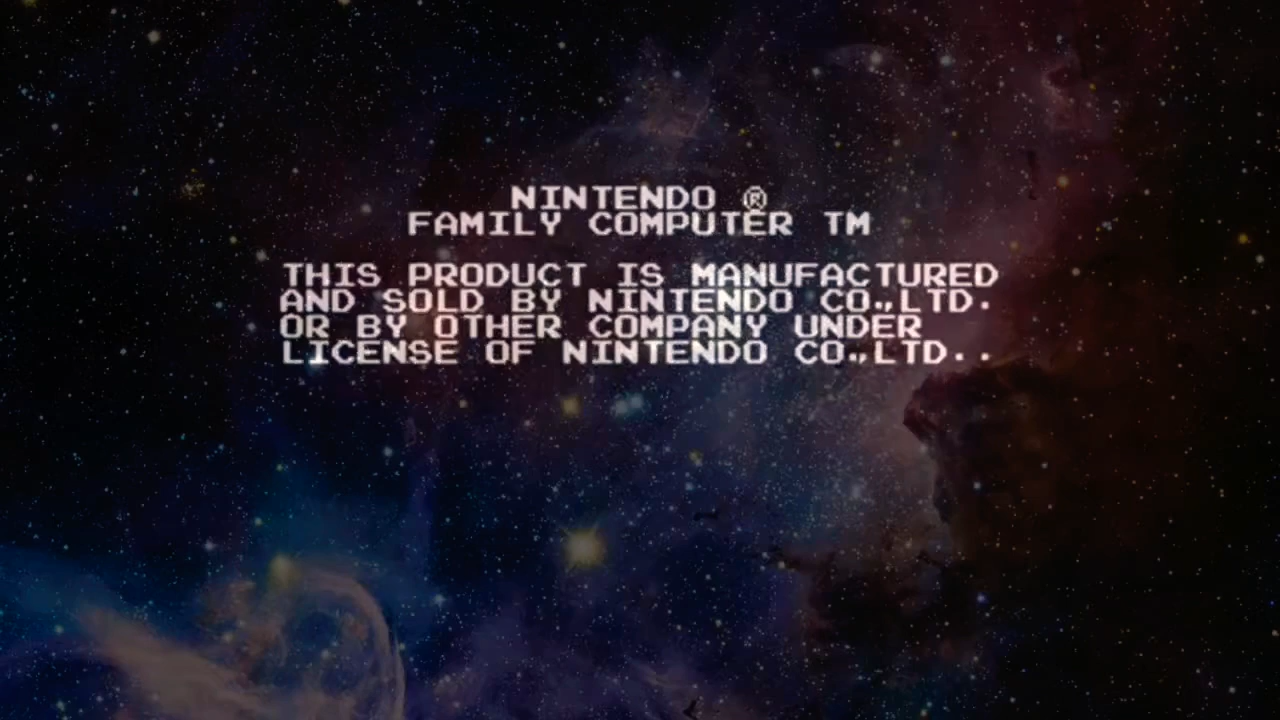 NINTENDO ®
FAMILY COMPUTER TM
THIS PRODUCT IS MANUFACTURED
AND SOLD BY NINTENDO CO.,LTD.
OR BY OTHER COMPANY UNDER
LICENSE OF NINTENDO CO.,LTD..